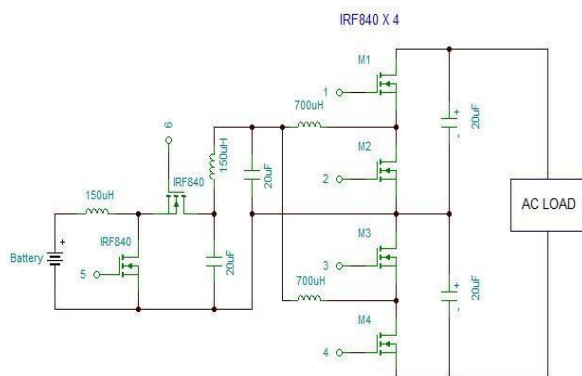 IRF840 X 4
M1
1
700uH
20uF
+
-
6
150uH
20uF
M2
2
AC LOAD
150uH
IRF840
IRF840
+
Battery
5
20uF
M3
3
700uH
+
-
20uF
M4
4